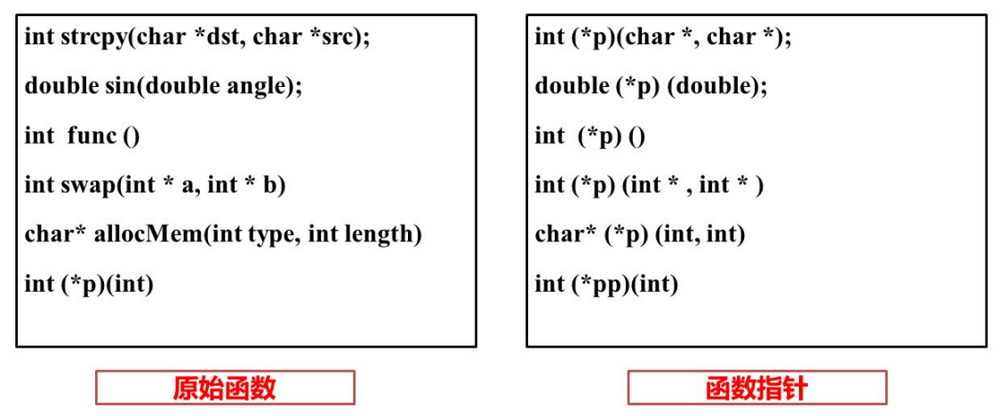 int strcpy(char *dst, char *src);
double sin(double angle);
int func ()
int swap(int * a, int * b)
char* allocMem(int type, int length)
int (*p)(int)
原始函数
int (*p)(char *, char *);
double (*p) (double);
int (*p) ()
int (*p) (int * , int * )
char* (*p) (int, int)
int (*pp)(int)
函数指针